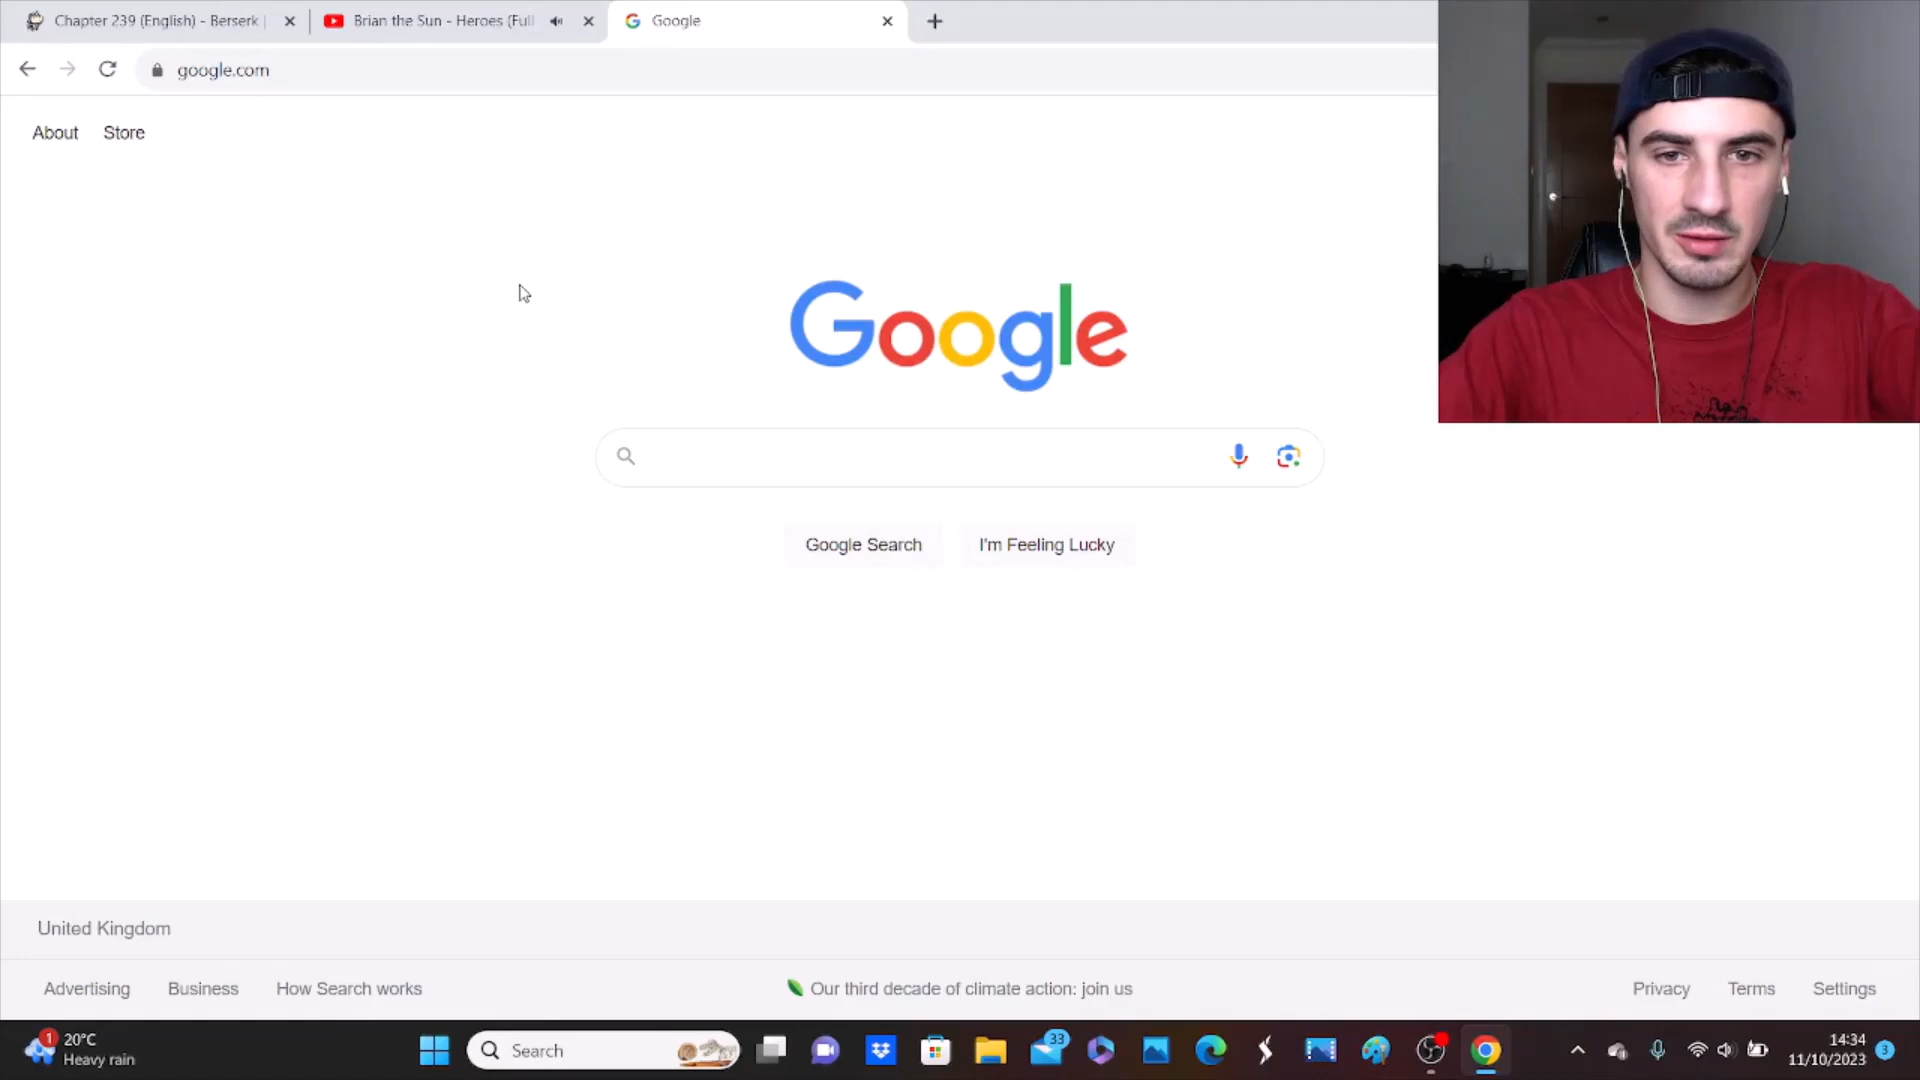 Chapter 239 (English) - Berserk
Brian the Sun - Heroes (Full
Google
google.com
About
Store
Google
Google Search
I'm Feeling Lucky
United Kingdom
Advertising
Business
How Search works
Our third decade of climate action: join us
Privacy
Terms
Settings
1
20°C
Heavy rain
Search
33
14:34
11/10/2023
3